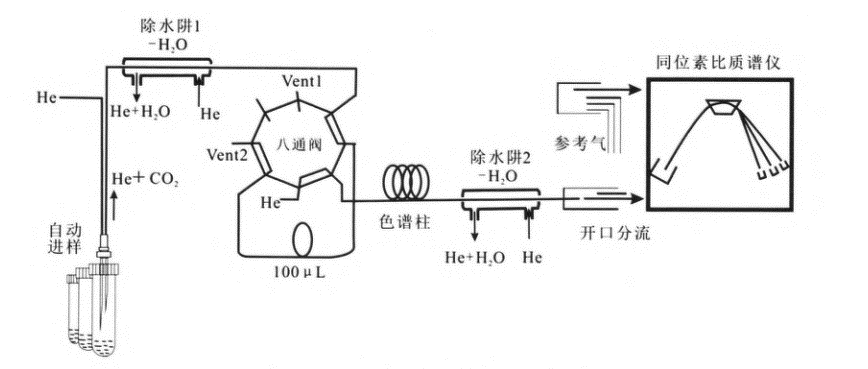 除水阱1
-H₂O
同位素比质谱仪
Vent1
He
He+H₂O
He
参考气
八通阀
Vent2
除水阱2
-H₂O
He+CO₂
He
色谱柱
自动
进样
开口分流
He+H₂O
He
100μL